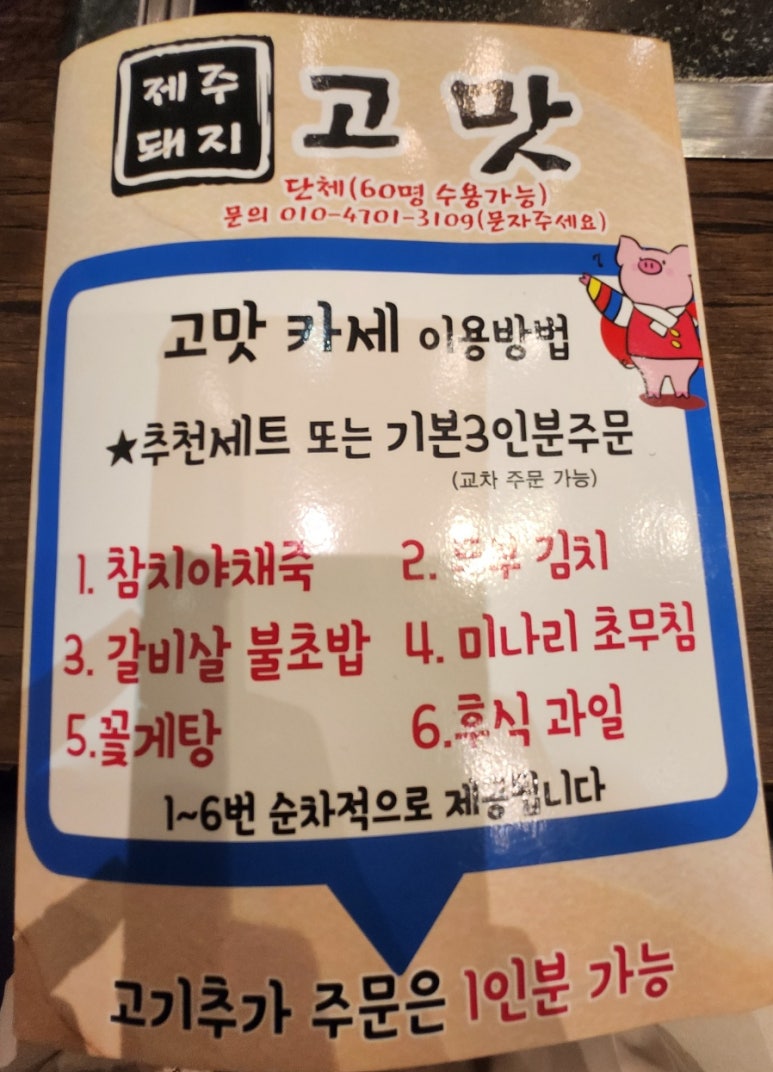 제주
돼지
고맛
단체(60명 수용가능)
문의 010-4701-3109(문자주세요)
고맛 카세 이용방법
★추천세트 또는 기본3인분주문
(교차 주문 가능)
1. 참치야채죽
2. 김치
3. 갈비살 불초밥
4. 미나리 초무침
5.꽃게탕
6.후식 과일
1~6번 순차적으로 제공됩니다
고기추가 주문은 1인분 가능